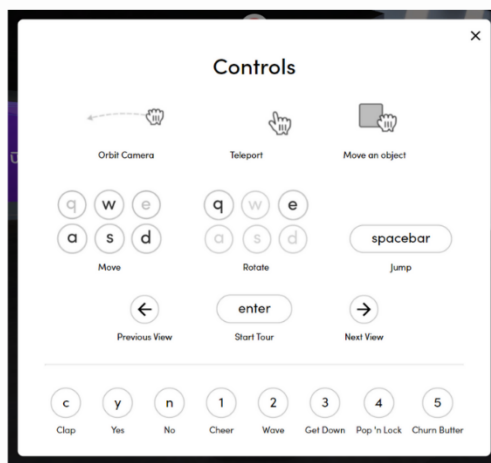 Controls
Orbit Camera Teleport Move an object
q w e q w e
a s d a s d spacebar
Move Rotate Jump
enter
Previous View Start Tour Next View
c y n 1 2 3 4 5
Clap Yes No Cheer Wave Get Down Pop 'n Lock Churn Butter